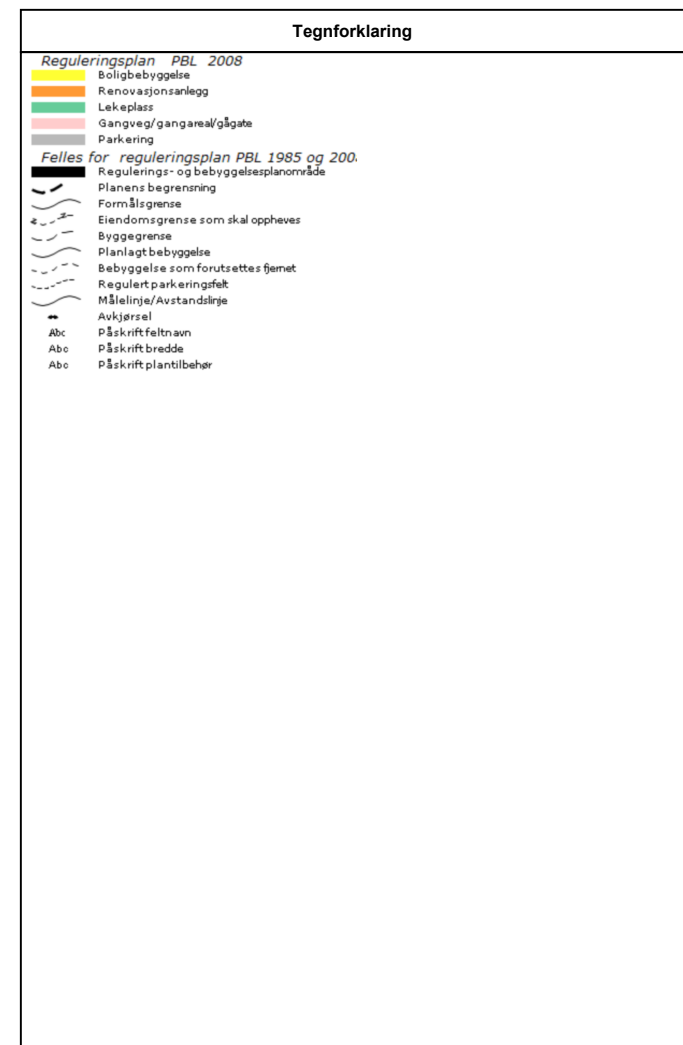 Tegnforklaring
Reguleringsplan PBL 2008
Boligbebyggelse
Renovasjonsanlegg
Lekeplass
Gangveg/gangareal/gågate
Parkering
Felles for reguleringsplan PBL 1985 og 200
Regulerings- og bebyggelsesplanområde
Planens begrensning
Formålsgrense
Eiendomsgrense som skal oppheves
Byggegrense
Planlagt bebyggelse
Bebyggelse som forutsettes fjernet
Regulert parkeringsfelt
Målelinje/Avstandslinje
Avkjørsel
Abc Påskrift feltnavn
Abc Påskrift bredde
Abc Påskrift plantilbehør